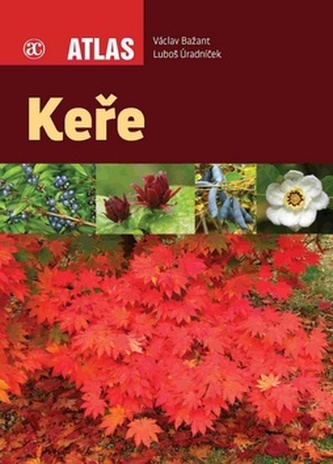 ac ATLAS
Václav Bažant
Luboš Úradníček
Keře